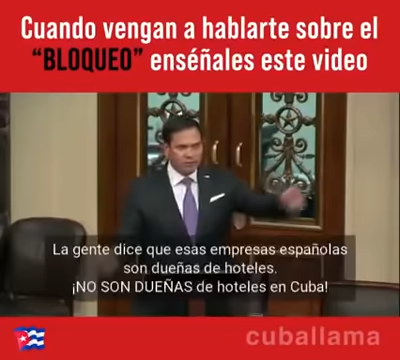 Cuando vengan a hablarte sobre el
“BLOQUEO” enséñales este video
La gente dice que esas empresas españolas
son dueñas de hoteles.
¡NO SON DUEÑAS de hoteles en Cuba!
cuballama